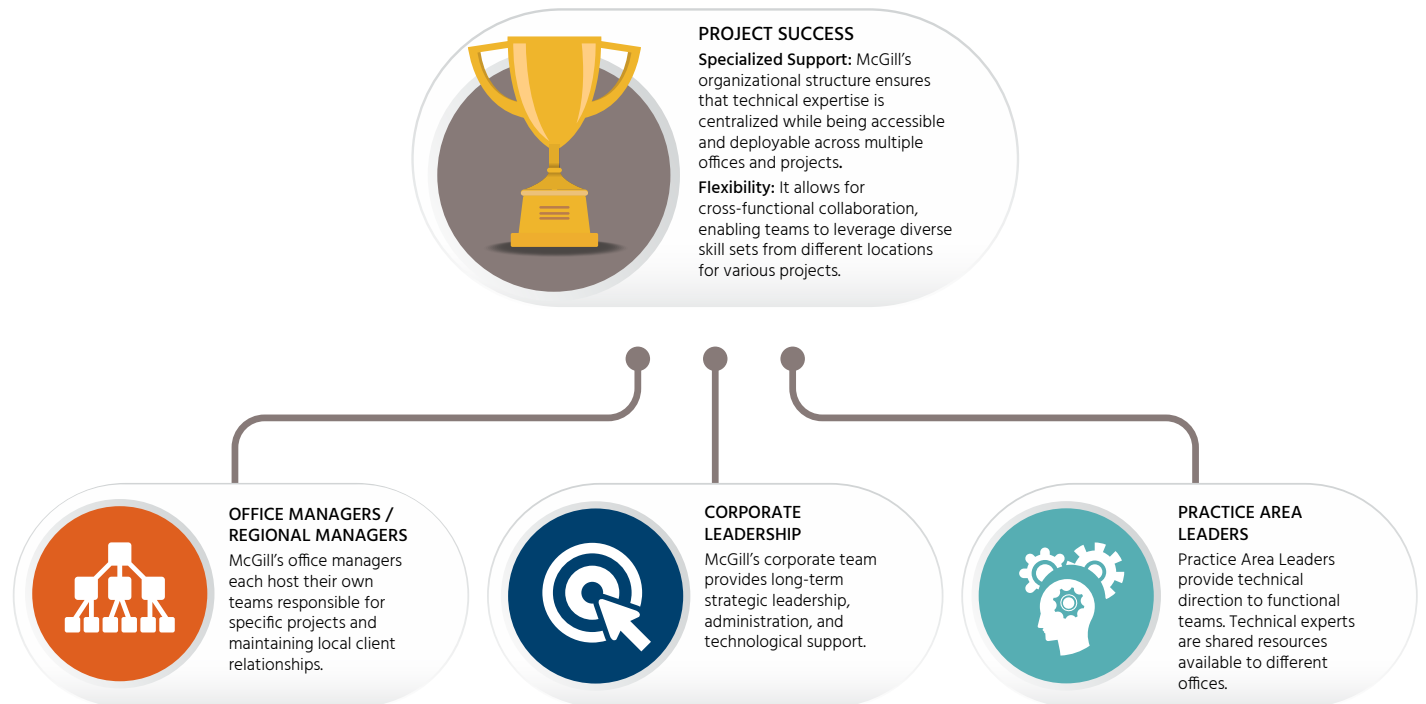 PROJECT SUCCESS
Specialized Support: McGill’s
organizational structure ensures
that technical expertise is
centralized while being accessible
and deployable across multiple
offices and projects.
Flexibility: It allows for
cross-functional collaboration,
enabling teams to leverage diverse
skill sets from different locations
for various projects.
OFFICE MANAGERS /
REGIONAL MANAGERS
McGill’s office managers
each host their own
teams responsible for
specific projects and
maintaining local client
relationships.
CORPORATE
LEADERSHIP
McGill’s corporate team
provides long-term
strategic leadership,
administration, and
technological support.
PRACTICE AREA
LEADERS
Practice Area Leaders
provide technical
direction to functional
teams. Technical experts
are shared resources
available to different
offices.